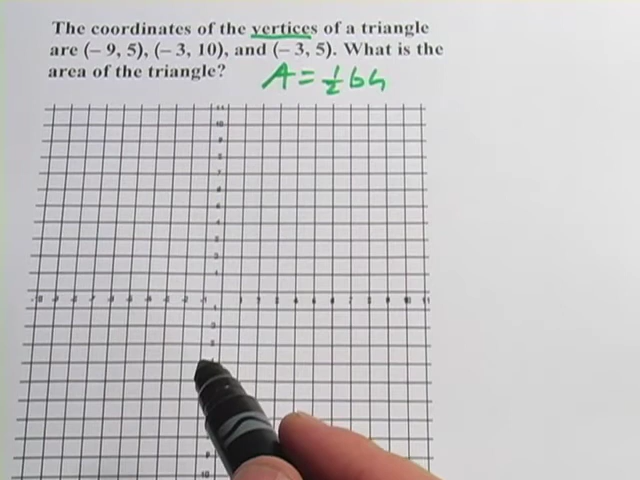 The coordinates of the vertices of a triangle
are (– 9, 5), (– 3, 10), and (– 3, 5). What is the
area of the triangle?
A = 1/2 bh